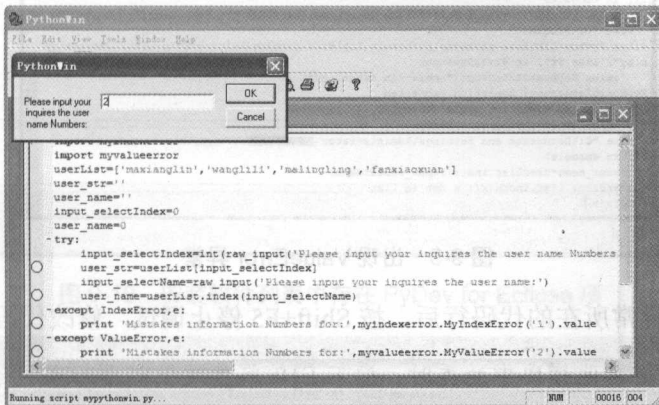 PythonWin
File Edit View Tools Window Help
PythonWin
Please input your
inquires the user
name Numbers:
2
OK
Cancel
import myindexerror
import myvalueerror
userList=['maxianglin','wanglili','malingling','fanxiaoxuan']
user_str=''
user_name=''
input_selectIndex=0
user_name=0
try:
input_selectIndex=int(raw_input('Please input your inquires the user name Numbers
user_str=userList[input_selectIndex]
input_selectName=raw_input('Please input your inquires the user name:')
user_name=userList.index(input_selectName)
except IndexError,e:
print 'Mistakes information Numbers for:',myindexerror.MyIndexError('1').value
except ValueError,e:
print 'Mistakes information Numbers for:',myvalueerror.MyValueError('2').value
Running script mypythonwin.py...
NUM
00016 004